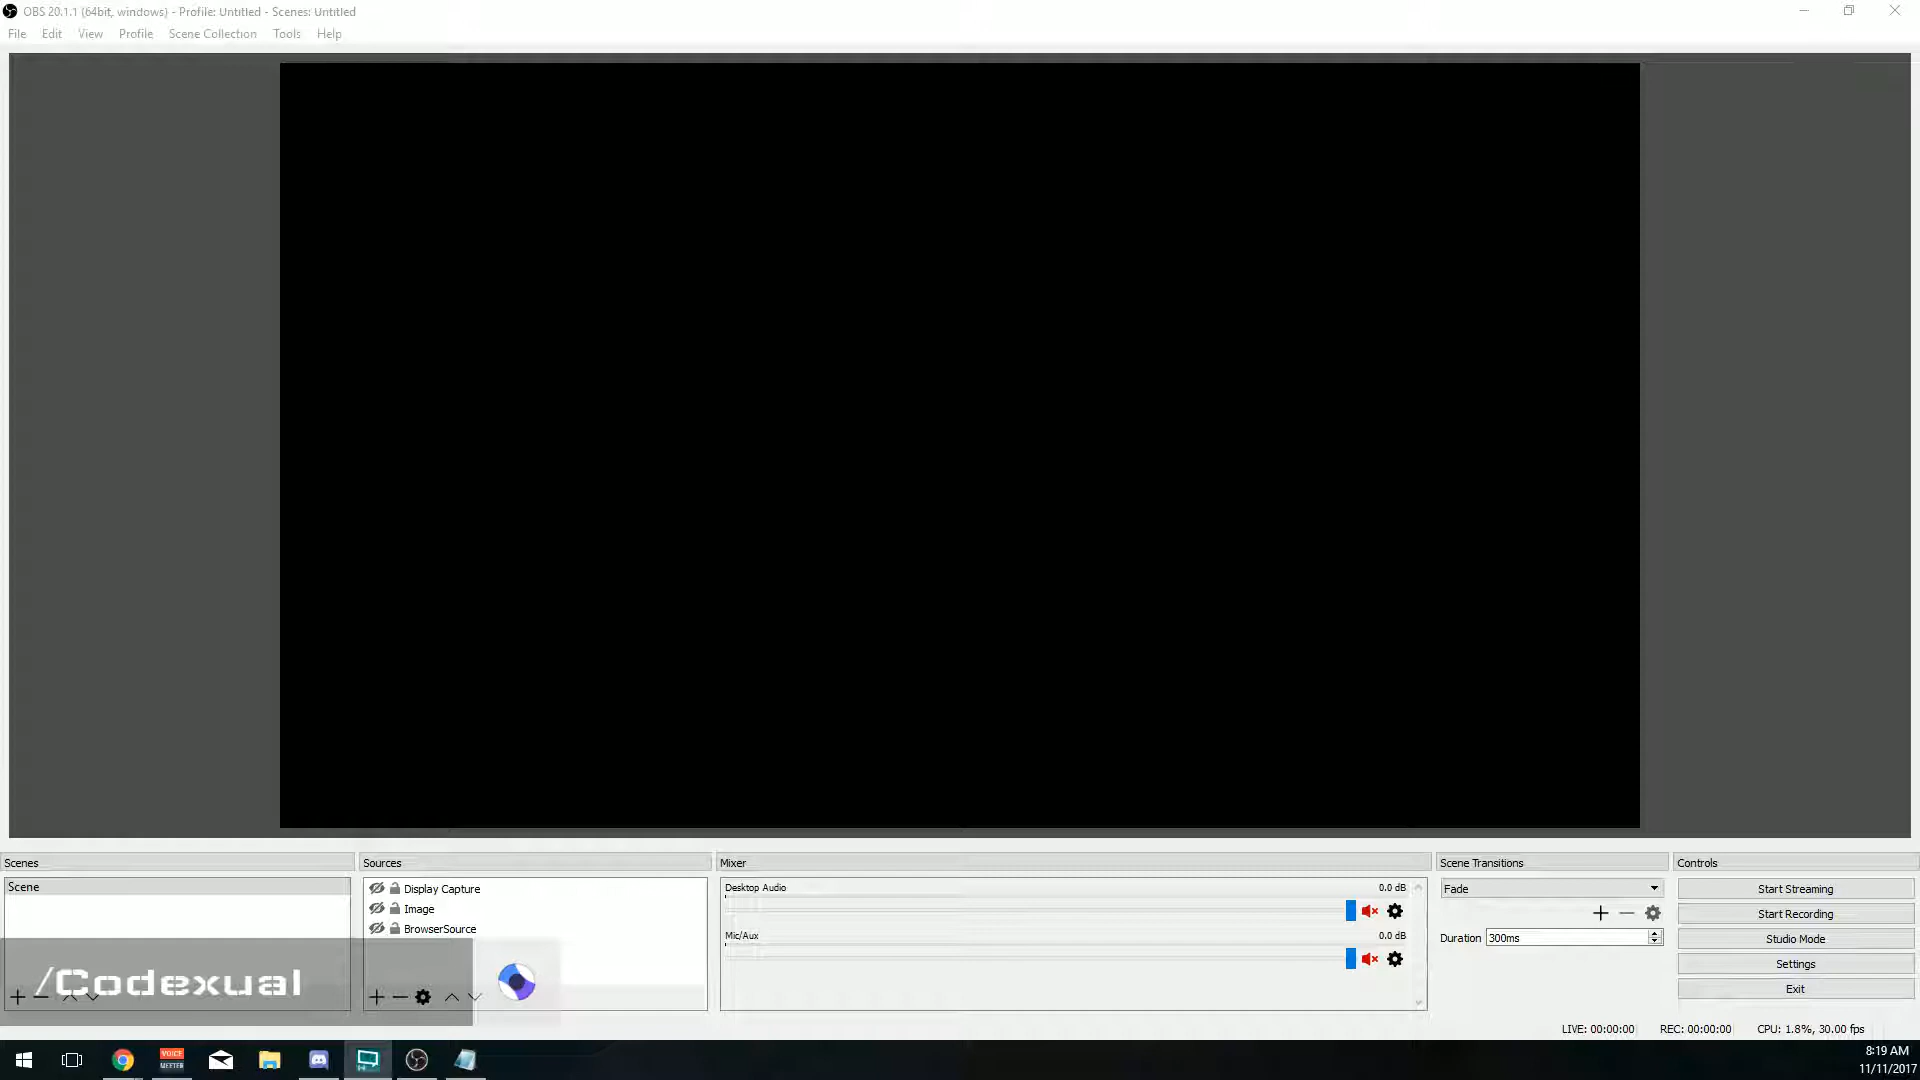 OBS 20.1.1 (64bit, windows) - Profile: Untitled - Scenes: Untitled
File Edit View Profile Scene Collection Tools Help
Scenes Sources Mixer Scene Transitions Controls
Scene
Display Capture
Image
BrowserSource
Desktop Audio 0.0 dB
Mic/Aux 0.0 dB
Fade
Duration 300ms
Start Streaming
Start Recording
Studio Mode
Settings
Exit
/Codexual
LIVE: 00:00:00 REC: 00:00:00 CPU: 1.8%, 30.00 fps
VOICE
MEETER
8:19 AM
11/11/2017